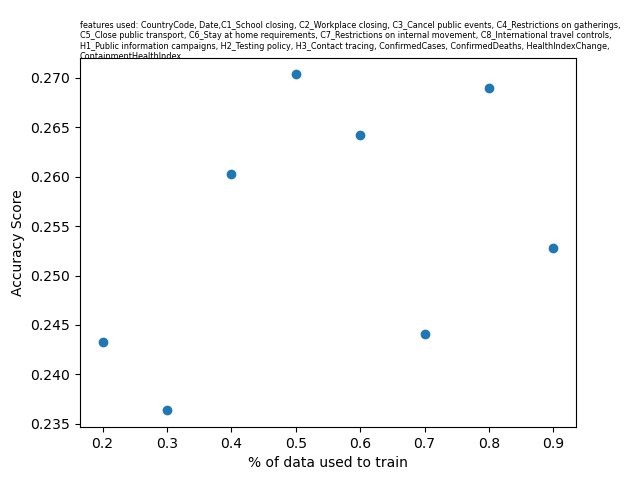 features used: CountryCode, Date,C1_School closing, C2_Workplace closing, C3_Cancel public events, C4_Restrictions on gatherings,
C5_Close public transport, C6_Stay at home requirements, C7_Restrictions on internal movement, C8_International travel controls,
H1_Public information campaigns, H2_Testing policy, H3_Contact tracing, ConfirmedCases, ConfirmedDeaths, HealthIndexChange,
ContainmentHealthIndex
0.270
0.265
0.260
0.255
0.250
0.245
0.240
0.235
Accuracy Score
0.2 0.3 0.4 0.5 0.6 0.7 0.8 0.9
% of data used to train